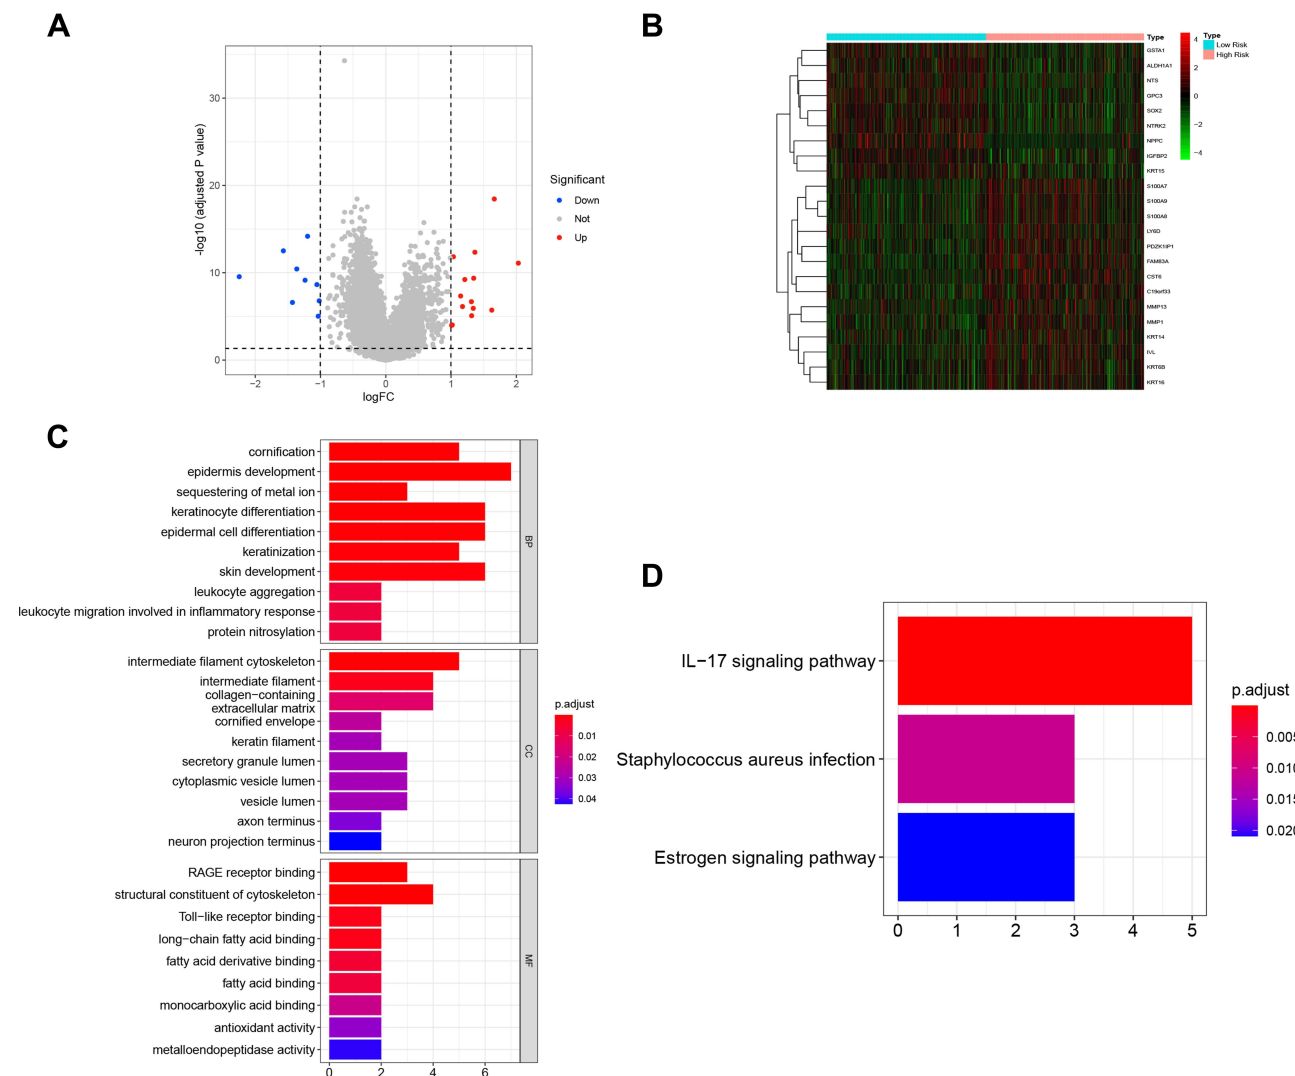 A
-log10 (adjusted P value)
30
20
10
0
−2
−1
0
1
2
logFC
Significant
Down
Not
Up
B
Type
GSTA1
ALDH1A1
NTS
GPC3
SOX2
NTRK2
NPPC
IGFBP2
KRT15
S100A7
S100A9
S100A8
LY6D
PDZK1IP1
FAM83A
CST6
C19orf33
MMP13
MMP1
KRT14
IVL
KRT6B
KRT16
4
2
0
−2
−4
Type
Low Risk
High Risk
C
cornification
epidermis development
sequestering of metal ion
keratinocyte differentiation
epidermal cell differentiation
keratinization
skin development
leukocyte aggregation
leukocyte migration involved in inflammatory response
protein nitrosylation
BP
intermediate filament cytoskeleton
intermediate filament
collagen−containing
extracellular matrix
cornified envelope
keratin filament
secretory granule lumen
cytoplasmic vesicle lumen
vesicle lumen
axon terminus
neuron projection terminus
CC
RAGE receptor binding
structural constituent of cytoskeleton
Toll−like receptor binding
long−chain fatty acid binding
fatty acid derivative binding
fatty acid binding
monocarboxylic acid binding
antioxidant activity
metalloendopeptidase activity
MF
0
2
4
6
p.adjust
0.01
0.02
0.03
0.04
D
IL−17 signaling pathway
Staphylococcus aureus infection
Estrogen signaling pathway
0
1
2
3
4
5
p.adjust
0.005
0.010
0.015
0.020